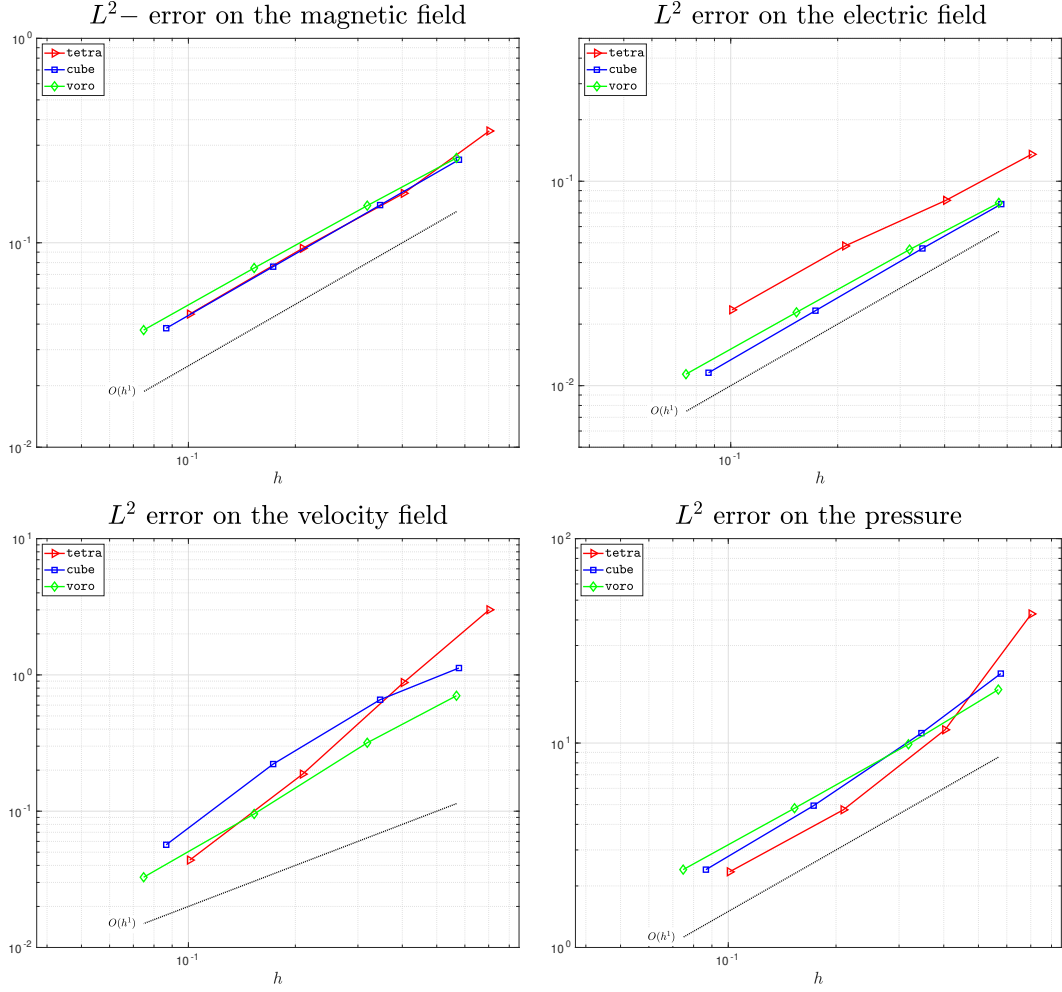 L²− error on the magnetic field
10⁰
tetra
cube
voro
10⁻¹
O(h¹)
10⁻²
10⁻¹
h
L² error on the electric field
tetra
cube
voro
10⁻¹
10⁻²
O(h¹)
10⁻¹
h
L² error on the velocity field
10¹
tetra
cube
voro
10⁰
10⁻¹
O(h¹)
10⁻²
10⁻¹
h
L² error on the pressure
10²
tetra
cube
voro
10¹
O(h¹)
10⁰
10⁻¹
h